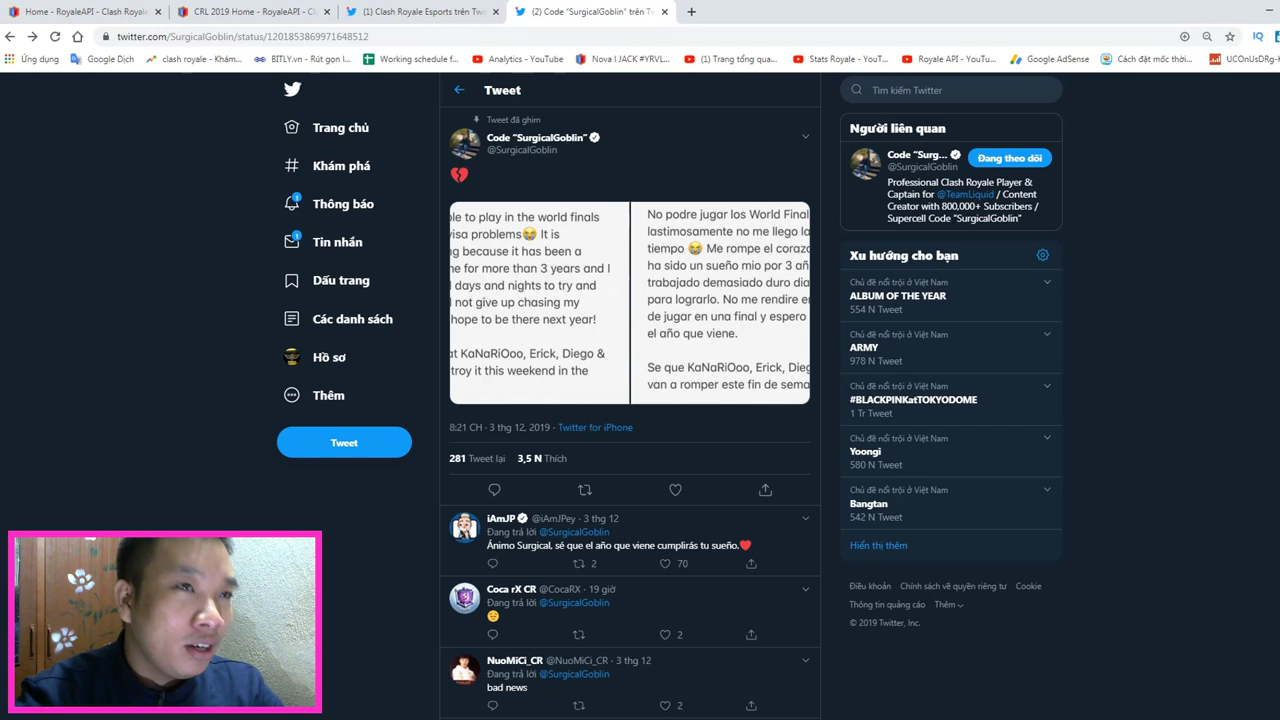 Home - RoyaleAPI - Clash Royale
CRL 2019 Home - RoyaleAPI - C
(1) Clash Royale Esports trên Twi
(2) Code "SurgicalGoblin" trên Tw
twitter.com/SurgicalGoblin/status/1201853869971648512
Ứng dụng
Google Dịch
clash royale - Khám...
BITLY.vn - Rút gọn l...
Working schedule f...
Analytics - YouTube
Nova l JACK #YRVL...
(1) Trang tổng qua...
Stats Royale - YouT...
Royale API - YouTu...
Google AdSense
Cách đặt mốc thời...
UCOnUsDRg-K
Trang chủ
Khám phá
1
Thông báo
1
Tin nhắn
Dấu trang
Các danh sách
Hồ sơ
Thêm
Tweet
Tweet
Tweet đã ghim
Code "SurgicalGoblin"
@SurgicalGoblin
💔
ple to play in the world finals
visa problems😭 It is
ng because it has been a
me for more than 3 years and I
d days and nights to try and
l not give up chasing my
hope to be there next year!
at KaNaRiOoo, Erick, Diego &
stroy it this weekend in the
No podre jugar los World Final
lastimosamente no me llego la
tiempo 😭 Me rompe el corazo
ha sido un sueño mio por 3 añ
trabajado demasiado duro dia
para lograrlo. No me rendire en
de jugar en una final y espero
el año que viene.
Se que KaNaRiOoo, Erick, Dieg
van a romper este fin de sema
8:21 CH · 3 thg 12, 2019 · Twitter for iPhone
281 Tweet lại 3,5 N Thích
iAmJP @iAmJPey · 3 thg 12
Đang trả lời @SurgicalGoblin
Ánimo Surgical, sé que el año que viene cumplirás tu sueño.❤
2 70
Coca rX CR @CocaRX · 19 giờ
Đang trả lời @SurgicalGoblin
2
NuoMiCi_CR @NuoMiCi_CR · 3 thg 12
Đang trả lời @SurgicalGoblin
bad news
2
Tìm kiếm Twitter
Người liên quan
Code "Surg...
@SurgicalGoblin
Đang theo dõi
Professional Clash Royale Player &
Captain for @TeamLiquid / Content
Creator with 800,000+ Subscribers /
Supercell Code "SurgicalGoblin"
Xu hướng cho bạn
Chủ đề nổi trội ở Việt Nam
ALBUM OF THE YEAR
554 N Tweet
Chủ đề nổi trội ở Việt Nam
ARMY
978 N Tweet
Chủ đề nổi trội ở Việt Nam
#BLACKPINKatTOKYODOME
1 Tr Tweet
Chủ đề nổi trội ở Việt Nam
Yoongi
580 N Tweet
Chủ đề nổi trội ở Việt Nam
Bangtan
542 N Tweet
Hiển thị thêm
Điều khoản Chính sách về quyền riêng tư Cookie
Thông tin quảng cáo Thêm
© 2019 Twitter, Inc.